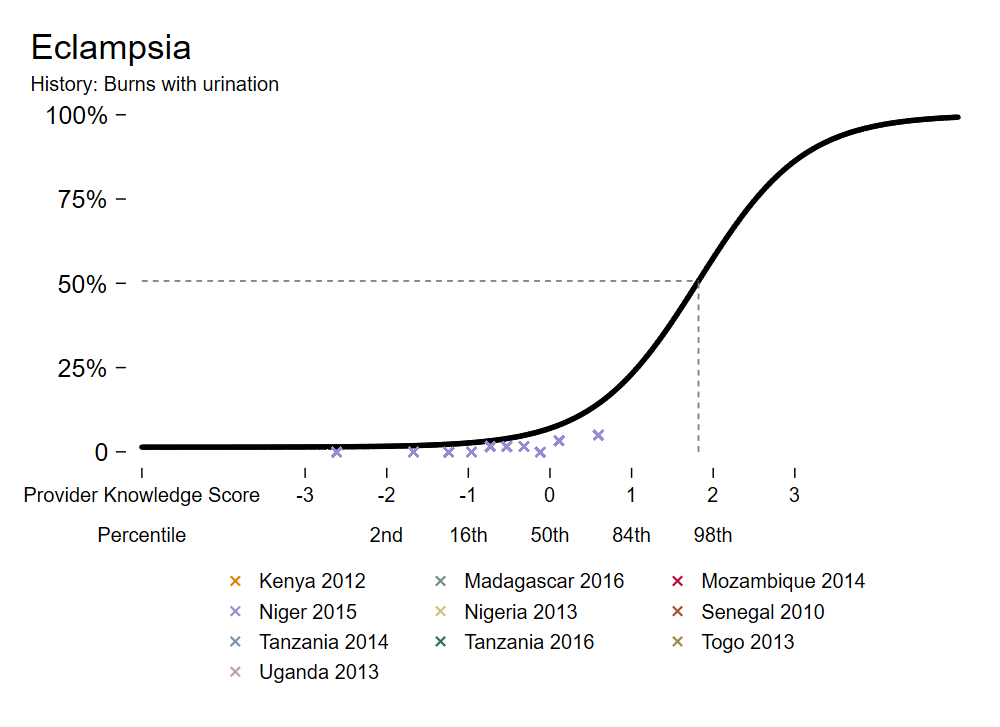 Eclampsia
History: Burns with urination
100%
75%
50%
25%
0
Provider Knowledge Score -3 -2 -1 0 1 2 3
Percentile 2nd 16th 50th 84th 98th
Kenya 2012 Madagascar 2016 Mozambique 2014
Niger 2015 Nigeria 2013 Senegal 2010
Tanzania 2014 Tanzania 2016 Togo 2013
Uganda 2013